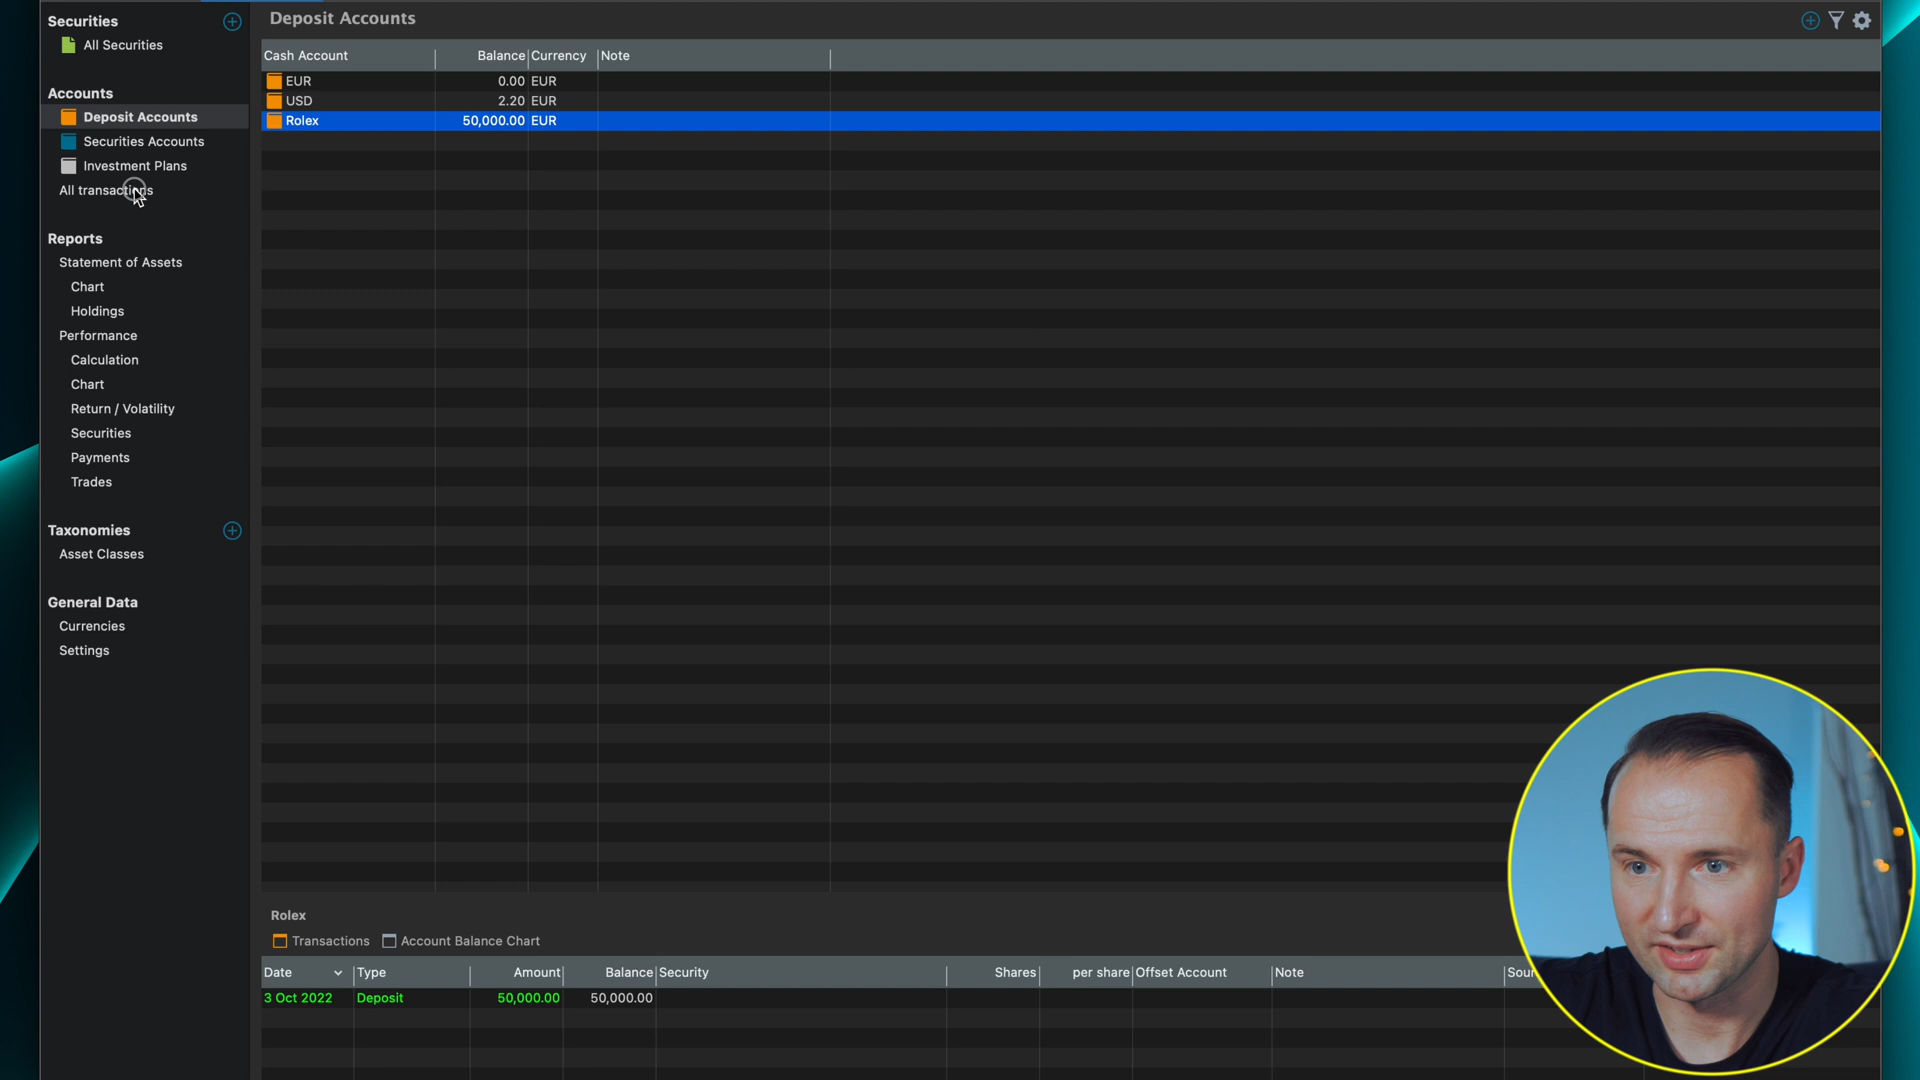 Securities
All Securities
Accounts
Deposit Accounts
Securities Accounts
Investment Plans
All transactions
Reports
Statement of Assets
Chart
Holdings
Performance
Calculation
Chart
Return / Volatility
Securities
Payments
Trades
Taxonomies
Asset Classes
General Data
Currencies
Settings
Deposit Accounts
Cash Account Balance Currency Note
EUR 0.00 EUR
USD 2.20 EUR
Rolex 50,000.00 EUR
Rolex
Transactions Account Balance Chart
Date Type Amount Balance Security Shares per share Offset Account Note
3 Oct 2022 Deposit 50,000.00 50,000.00